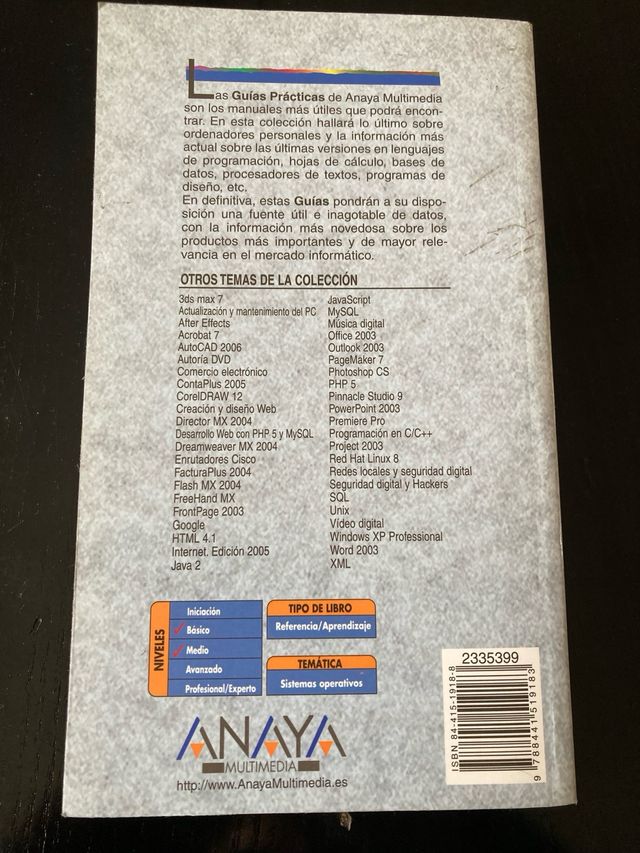 Las Guías Prácticas de Anaya Multimedia
son los manuales más útiles que podrá encon-
trar. En esta colección hallará lo último sobre
ordenadores personales y la información más
actual sobre las últimas versiones en lenguajes
de programación, hojas de cálculo, bases de
datos, procesadores de textos, programas de
diseño, etc.
En definitiva, estas Guías pondrán a su dispo-
sición una fuente útil e inagotable de datos,
con la información más novedosa sobre los
productos más importantes y de mayor rele-
vancia en el mercado informático.
OTROS TEMAS DE LA COLECCIÓN
3ds max 7
Actualización y mantenimiento del PC
After Effects
Acrobat 7
AutoCAD 2006
Autoría DVD
Comercio electrónico
ContaPlus 2005
CorelDRAW 12
Creación y diseño Web
Director MX 2004
Desarrollo Web con PHP 5 y MySQL
Dreamweaver MX 2004
Enrutadores Cisco
FacturaPlus 2004
Flash MX 2004
FreeHand MX
FrontPage 2003
Google
HTML 4.1
Internet. Edición 2005
Java 2
JavaScript
MySQL
Música digital
Office 2003
Outlook 2003
PageMaker 7
Photoshop CS
PHP 5
Pinnacle Studio 9
PowerPoint 2003
Premiere Pro
Programación en C/C++
Project 2003
Red Hat Linux 8
Redes locales y seguridad digital
Seguridad digital y Hackers
SQL
Unix
Vídeo digital
Windows XP Professional
Word 2003
XML
NIVELES
Iniciación
Básico
Medio
Avanzado
Profesional/Experto
TIPO DE LIBRO
Referencia/Aprendizaje
TEMÁTICA
Sistemas operativos
ANAYA
MULTIMEDIA
http://www.AnayaMultimedia.es
2335399
ISBN 84-415-1918-8
9 788441 519183